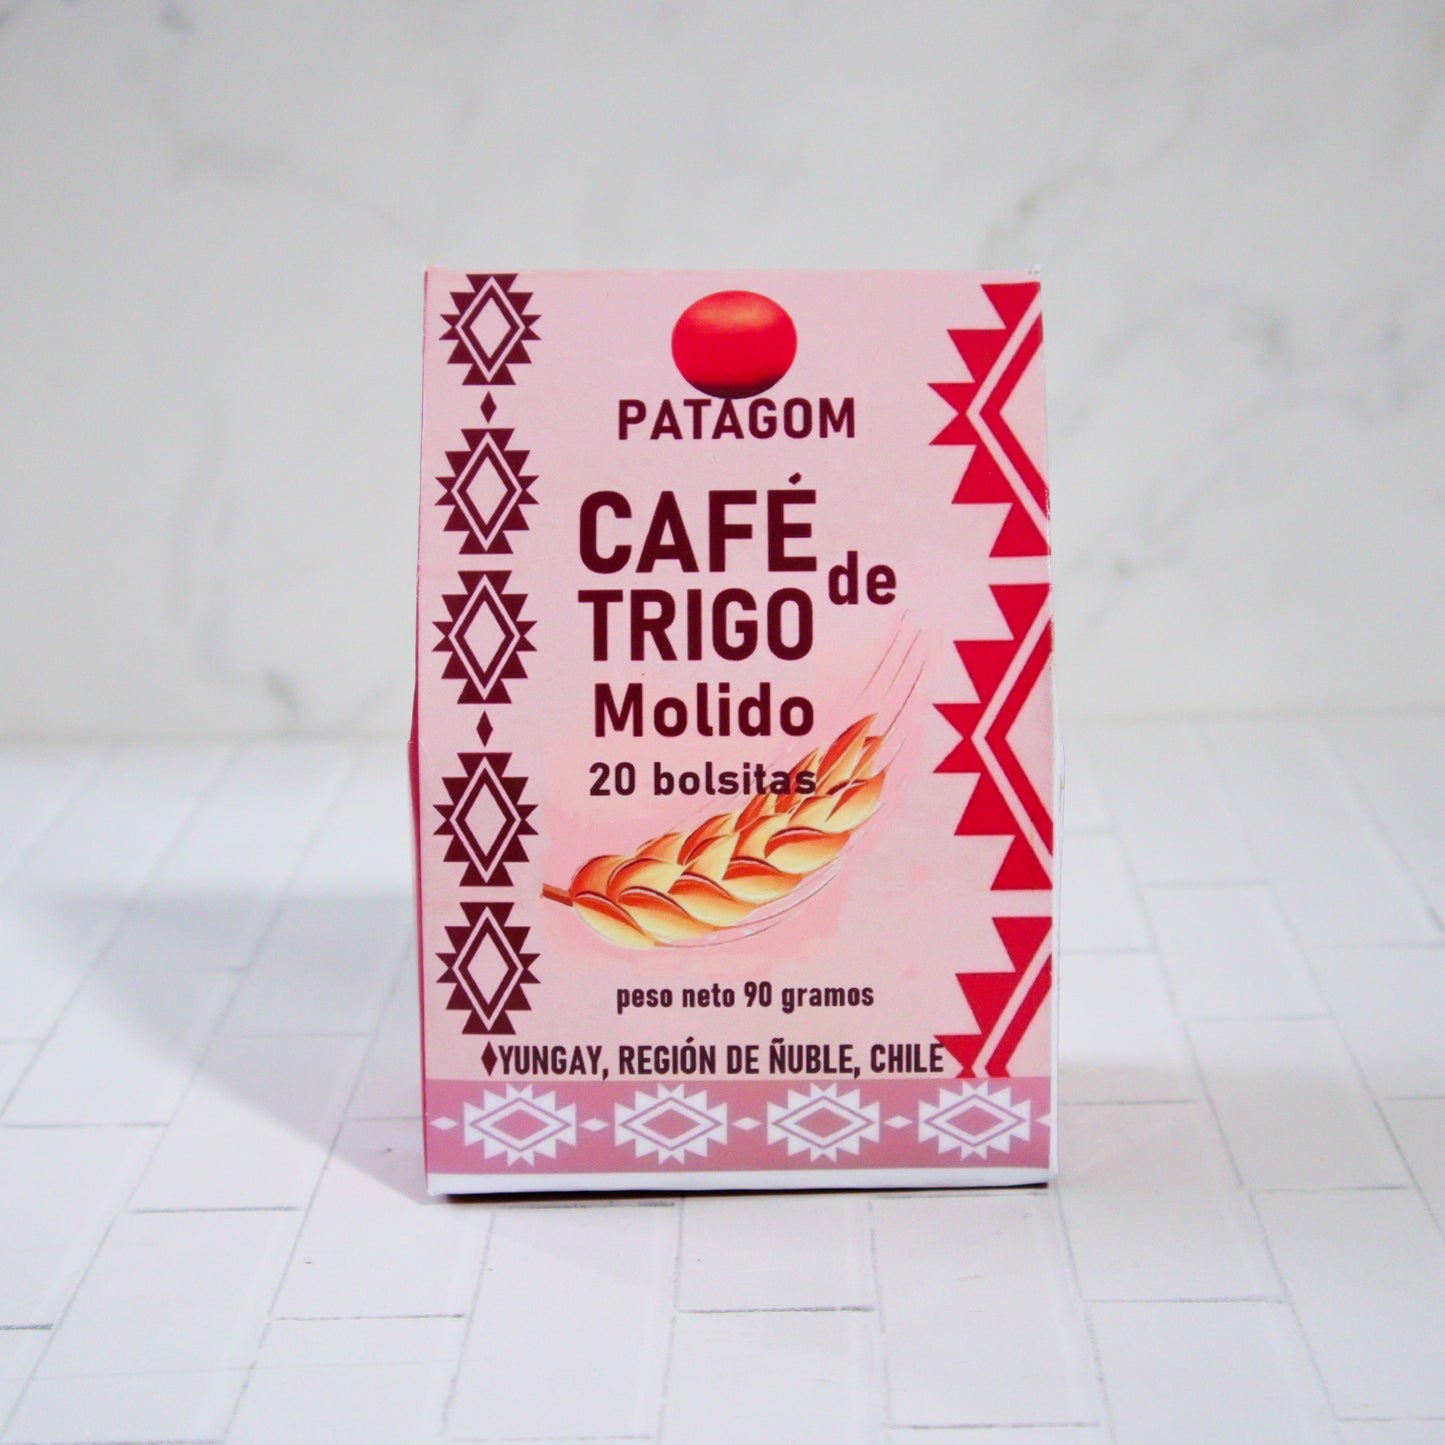 PATAGOM
CAFÉ de
TRIGO
Molido
20 bolsitas
peso neto 90 gramos
YUNGAY, REGIÓN DE ÑUBLE, CHILE